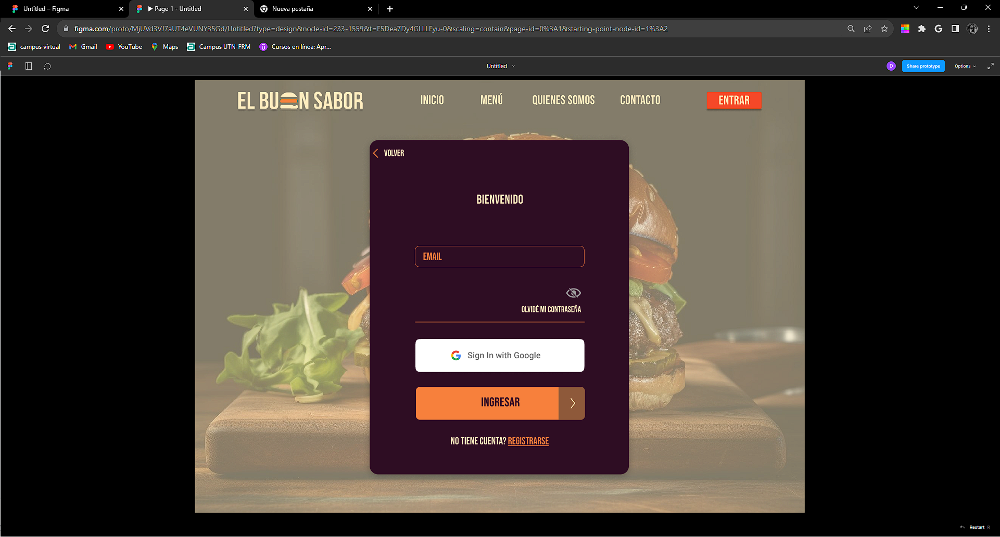 Untitled – Figma
Page 1 - Untitled
Nueva pestaña
figma.com/proto/MjUVd3VJ7aUT4eVUNY35Gd/Untitled?type=design&node-id=233-1559&t=F5Dea7Dy4GLLLFyu-0&scaling=contain&page-id=0%3A1&starting-point-node-id=1%3A2
campus virtual
Gmail
YouTube
Maps
Campus UTN-FRM
Cursos en línea: Apr...
Untitled
D
Share prototype
Options
EL BUEN SABOR
INICIO
MENÚ
QUIENES SOMOS
CONTACTO
ENTRAR
VOLVER
BIENVENIDO
EMAIL
OLVIDÉ MI CONTRASEÑA
Sign In with Google
INGRESAR
NO TIENE CUENTA? REGISTRARSE
Restart R